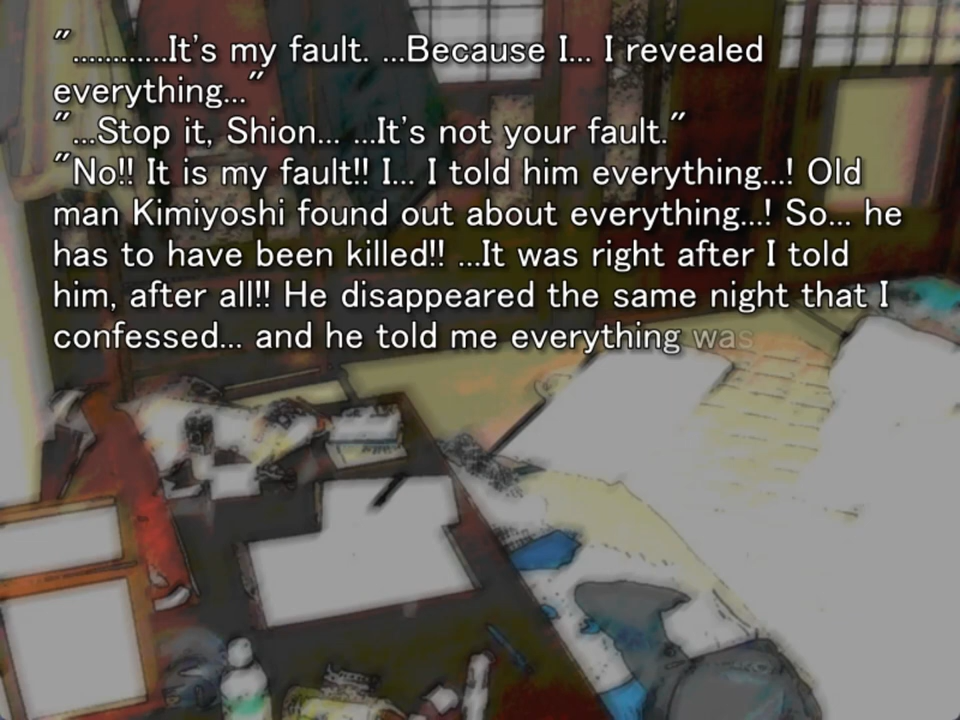 "............It's my fault. ...Because I... I revealed
everything..."
"...Stop it, Shion... ...It's not your fault."
"No!! It is my fault!! I... I told him everything...! Old
man Kimiyoshi found out about everything...! So... he
has to have been killed!! ...It was right after I told
him, after all!! He disappeared the same night that I
confessed... and he told me everything was